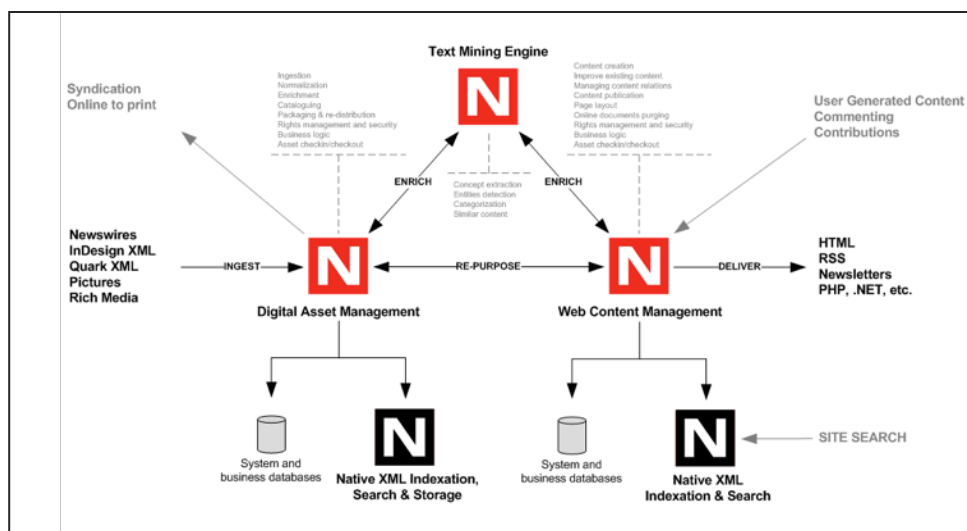 Text Mining Engine
N
Syndication
Online to print
Ingestion
Normalization
Enrichment
Cataloguing
Packaging & re-distribution
Rights management and security
Business logic
Asset checkin/checkout
Content creation
Improve existing content
Managing content relations
Content publication
Page layout
Online documents purging
Rights management and security
Business logic
Asset checkin/checkout
User Generated Content
Commenting
Contributions
ENRICH
Concept extraction
Entities detection
Categorization
Similar content
ENRICH
Newswires
InDesign XML
Quark XML
Pictures
Rich Media
INGEST
N
RE-PURPOSE
N
DELIVER
HTML
RSS
Newsletters
PHP, .NET, etc.
Digital Asset Management
Web Content Management
System and
business databases
N
Native XML Indexation,
Search & Storage
System and
business databases
N
Native XML
Indexation & Search
SITE SEARCH